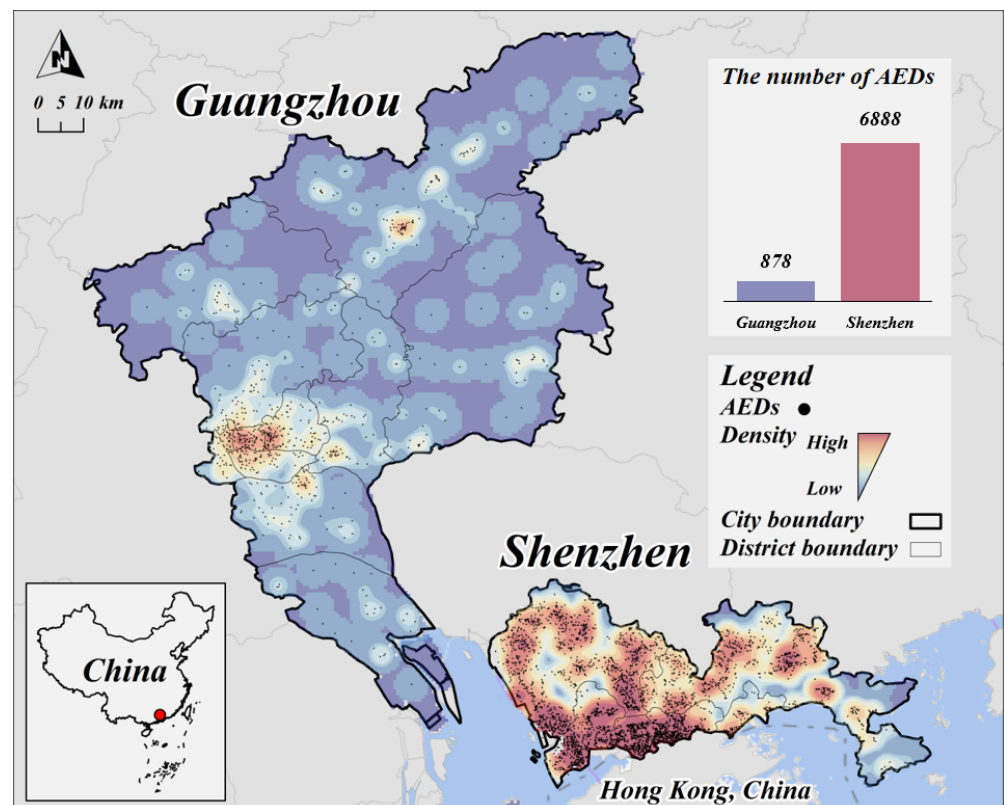 N
0 5 10 km
Guangzhou
The number of AEDs
6888
878
Guangzhou Shenzhen
Legend
AEDs
Density High
Low
City boundary
District boundary
Shenzhen
China
Hong Kong, China